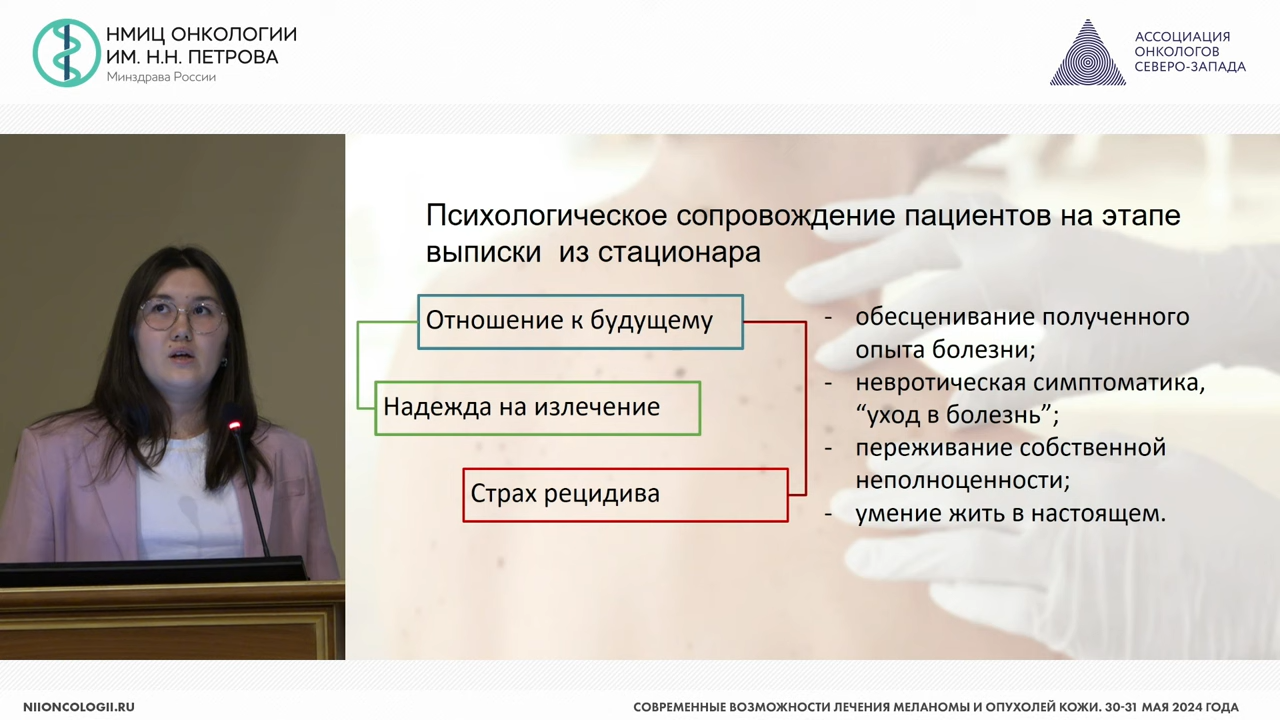 НМИЦ ОНКОЛОГИИ
ИМ. Н.Н. ПЕТРОВА
Минздрава России
АССОЦИАЦИЯ
ОНКОЛОГОВ
СЕВЕРО-ЗАПАДА
Психологическое сопровождение пациентов на этапе
выписки из стационара
Отношение к будущему
Надежда на излечение
Страх рецидива
- обесценивание полученного
опыта болезни;
- невротическая симптоматика,
“уход в болезнь”;
- переживание собственной
неполноценности;
- умение жить в настоящем.
NIIONCOLOGII.RU
СОВРЕМЕННЫЕ ВОЗМОЖНОСТИ ЛЕЧЕНИЯ МЕЛАНОМЫ И ОПУХОЛЕЙ КОЖИ. 30-31 МАЯ 2024 ГОДА